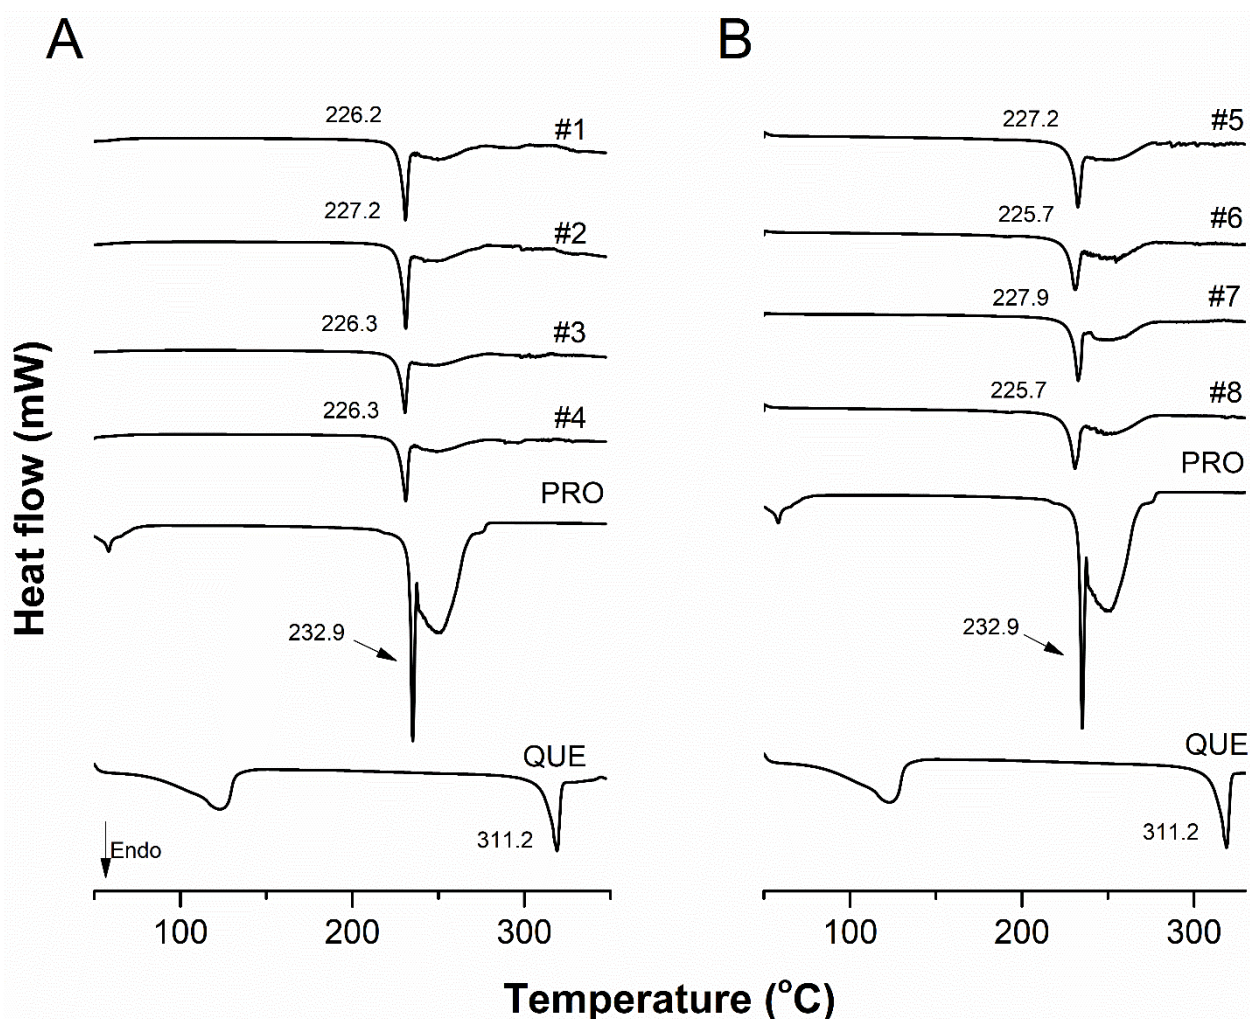 A
226.2
#1
227.2
#2
226.3
#3
226.3
#4
PRO
232.9
QUE
311.2
Endo
100
200
300
B
227.2
#5
225.7
#6
227.9
#7
225.7
#8
PRO
232.9
QUE
311.2
100
200
300
Heat flow (mW)
Temperature (°C)